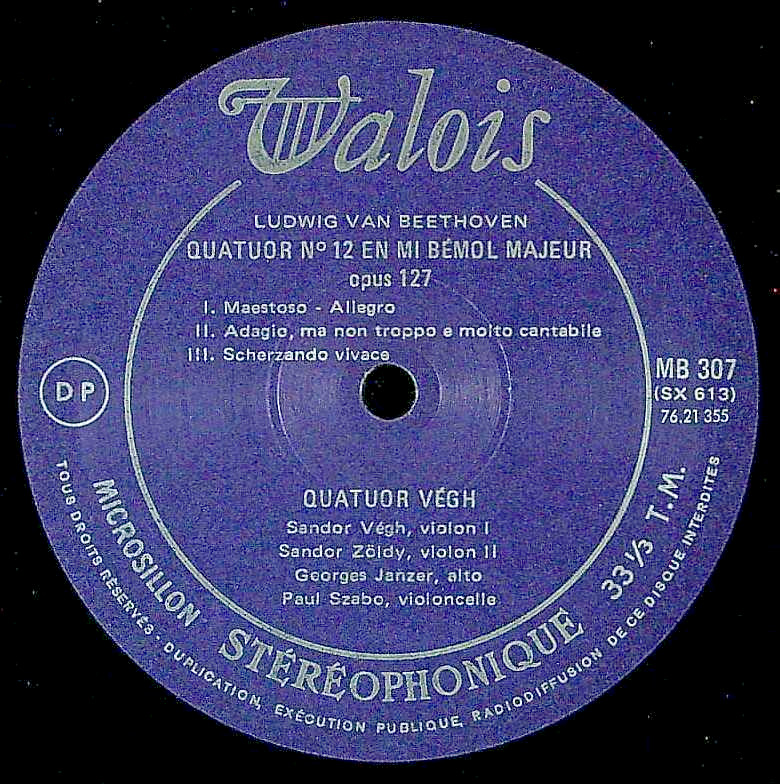 Valois
LUDWIG VAN BEETHOVEN
QUATUOR Nº 12 EN MI BÉMOL MAJEUR
opus 127
I. Maestoso - Allegro
II. Adagio, ma non troppo e molto cantabile
III. Scherzando vivace
DP
MB 307
(SX 613)
76.21 355
QUATUOR VÉGH
Sandor Végh, violon I
Sandor Zöldy, violon II
Georges Janzer, alto
Paul Szabo, violoncelle
MICROSILLON STÉRÉOPHONIQUE 33 1/3 T.M.
TOUS DROITS RÉSERVÉS - DUPLICATION, EXÉCUTION PUBLIQUE, RADIODIFFUSION DE CE DISQUE INTERDITES